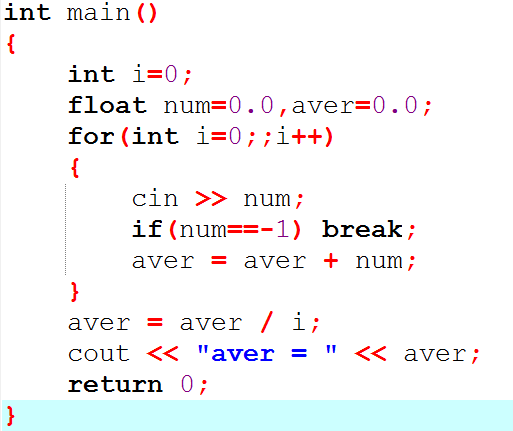 int main()
{
int i=0;
float num=0.0,aver=0.0;
for(int i=0;;i++)
{
cin >> num;
if(num==-1) break;
aver = aver + num;
}
aver = aver / i;
cout << "aver = " << aver;
return 0;
}